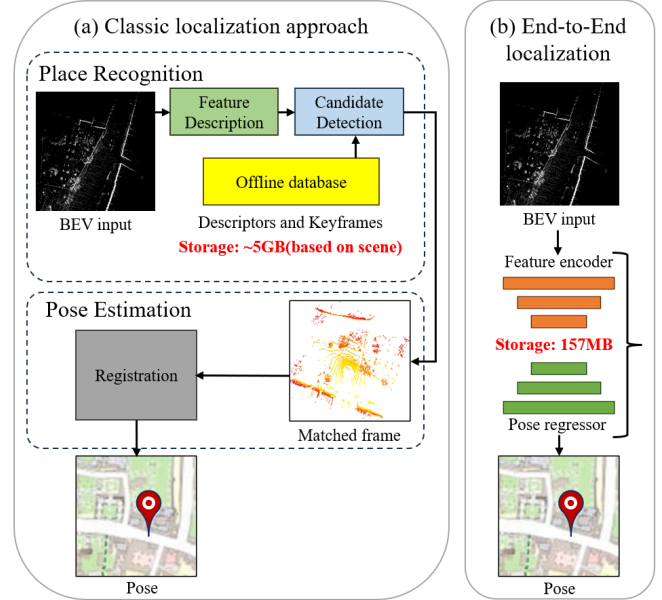 (a) Classic localization approach
Place Recognition
BEV input
Feature
Description
Candidate
Detection
Offline database
Descriptors and Keyframes
Storage: ~5GB(based on scene)
Pose Estimation
Registration
Matched frame
Pose
(b) End-to-End
localization
BEV input
Feature encoder
Storage: 157MB
Pose regressor
Pose